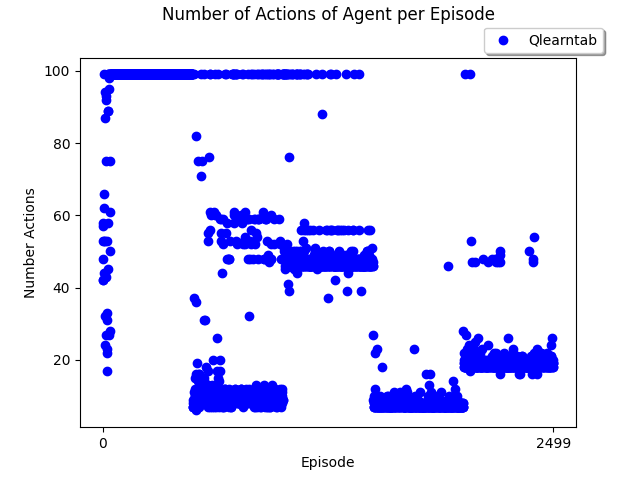 Number of Actions of Agent per Episode
Qlearntab
100
80
60
40
20
Number Actions
0
2499
Episode